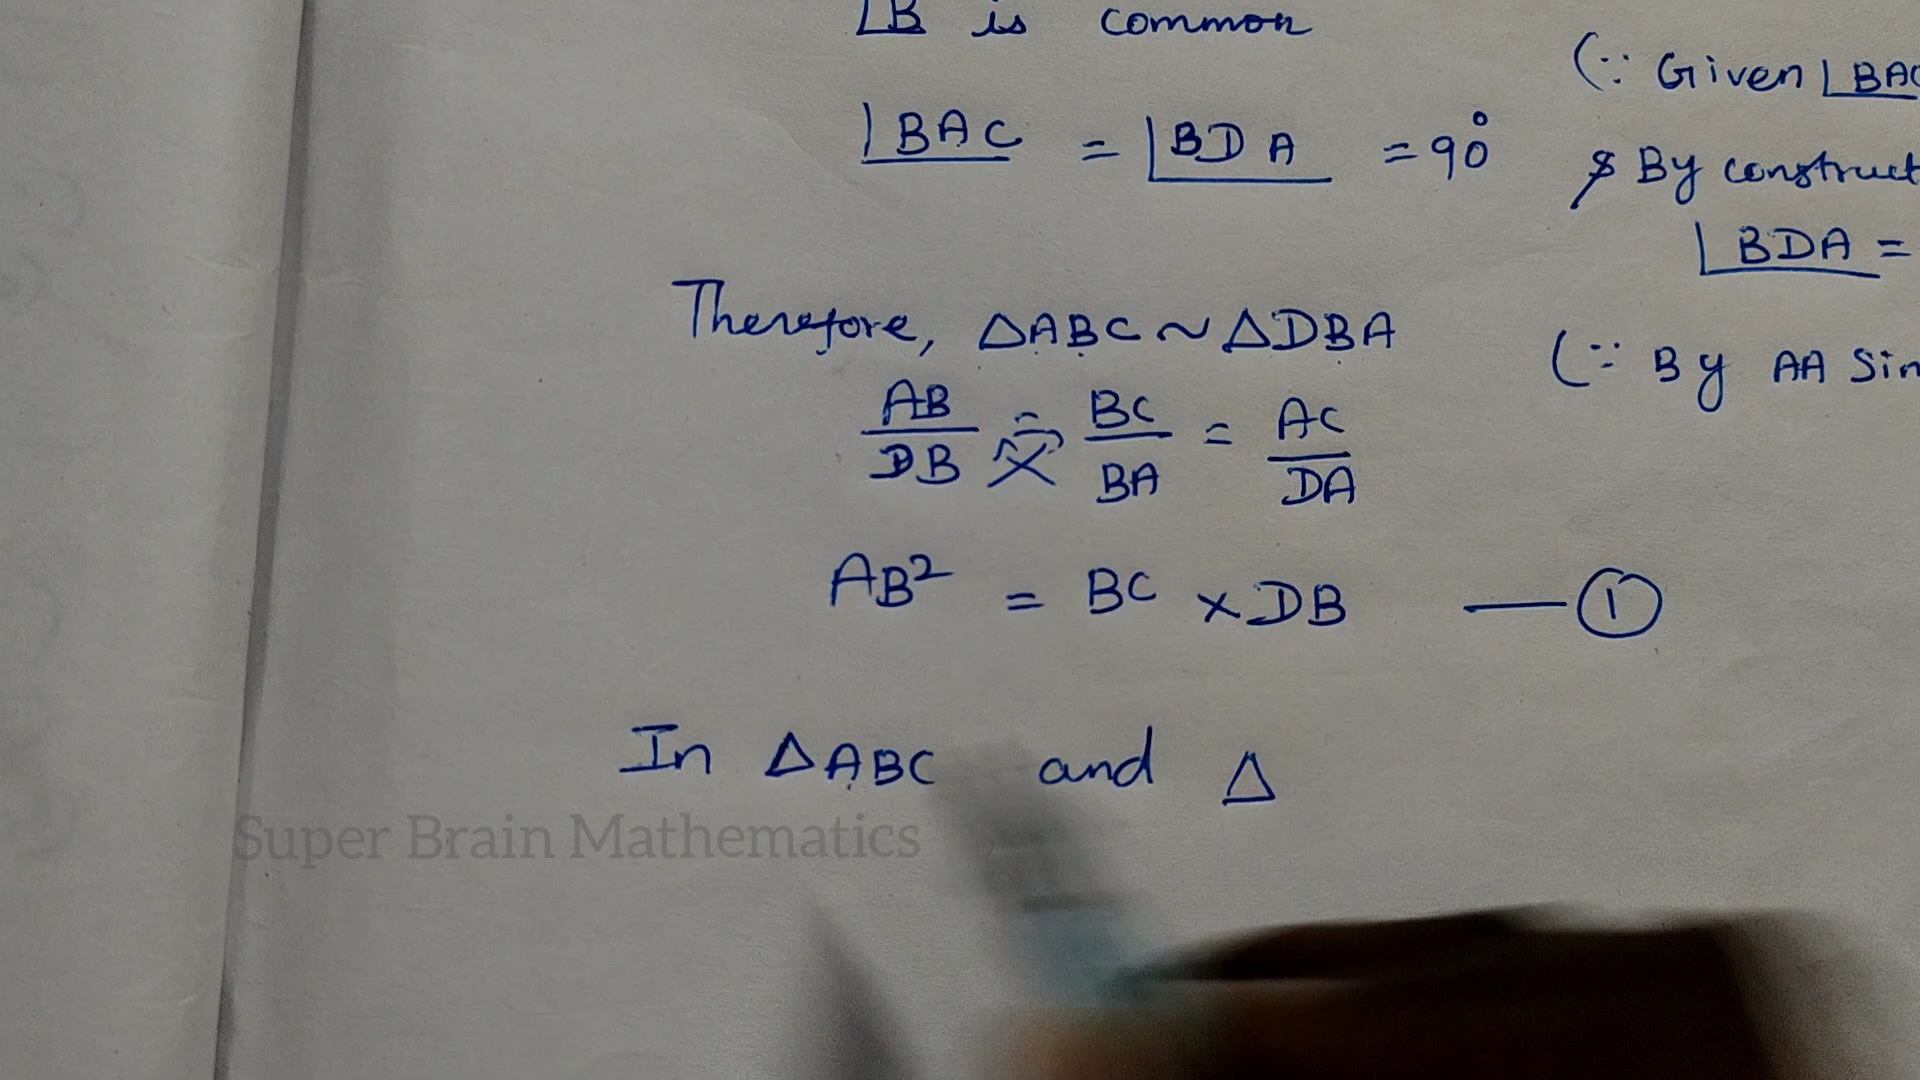 ∠B is common
(∵ Given ∠BAC
∠BAC = ∠BDA = 90°
& By construct
∠BDA =
Therefore, △ABC ~ △DBA
(∵ By AA Sim
AB/DB = BC/BA = AC/DA
AB² = BC × DB — ①
In △ABC and △
Super Brain Mathematics